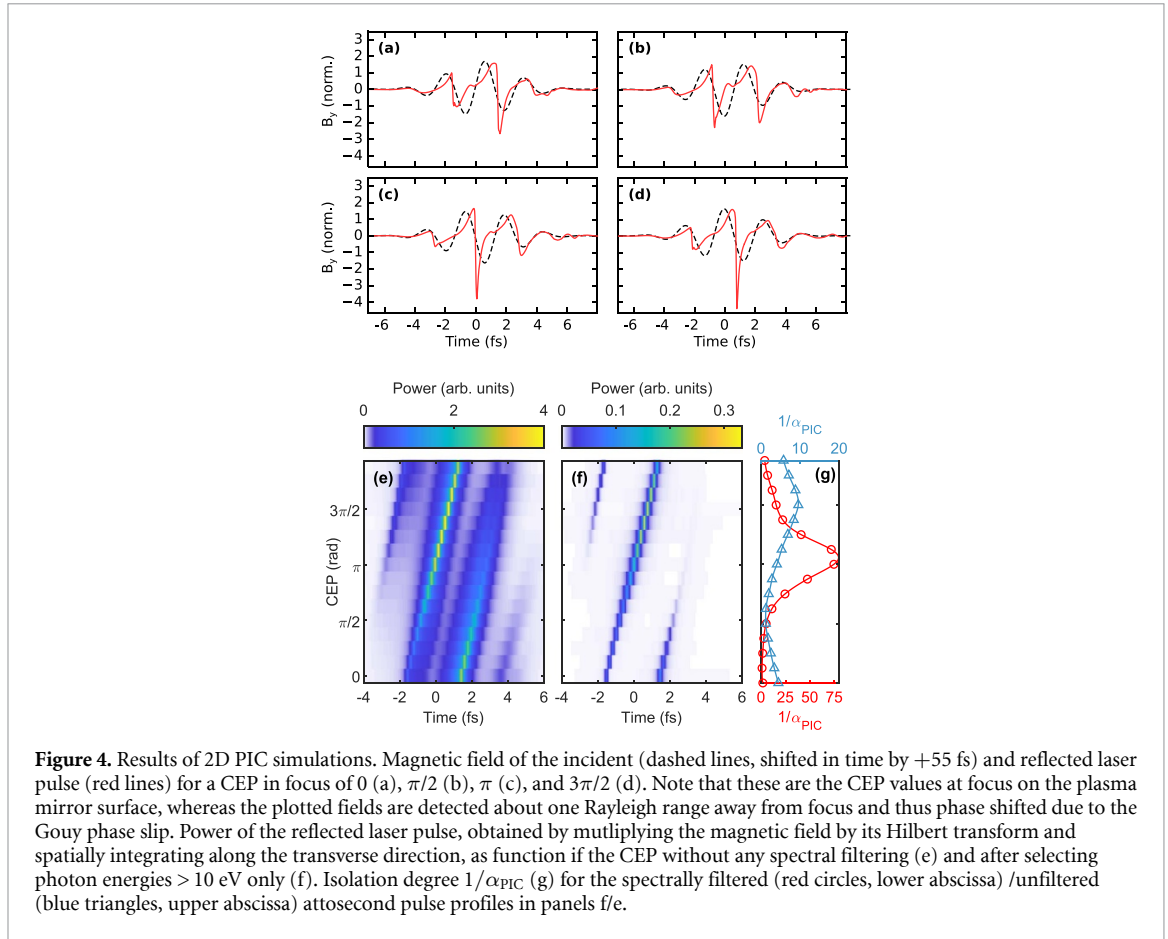 (a)
(b)
B_y (norm.)
3
2
1
0
−1
−2
−3
−4
(c)
(d)
B_y (norm.)
3
2
1
0
−1
−2
−3
−4
-6 -4 -2 0 2 4 6
-6 -4 -2 0 2 4 6
Time (fs)
Time (fs)
Power (arb. units)
0 2 4
Power (arb. units)
0 0.1 0.2 0.3
1/α_PIC
0 10 20
(e)
(f)
(g)
CEP (rad)
3π/2
π
π/2
0
-4 -2 0 2 4 6
-4 -2 0 2 4 6
0 25 50 75
Time (fs)
Time (fs)
1/α_PIC
Figure 4. Results of 2D PIC simulations. Magnetic field of the incident (dashed lines, shifted in time by +55 fs) and reflected laser
pulse (red lines) for a CEP in focus of 0 (a), π/2 (b), π (c), and 3π/2 (d). Note that these are the CEP values at focus on the plasma
mirror surface, whereas the plotted fields are detected about one Rayleigh range away from focus and thus phase shifted due to the
Gouy phase slip. Power of the reflected laser pulse, obtained by mutliplying the magnetic field by its Hilbert transform and
spatially integrating along the transverse direction, as function if the CEP without any spectral filtering (e) and after selecting
photon energies > 10 eV only (f). Isolation degree 1/α_PIC (g) for the spectrally filtered (red circles, lower abscissa) /unfiltered
(blue triangles, upper abscissa) attosecond pulse profiles in panels f/e.